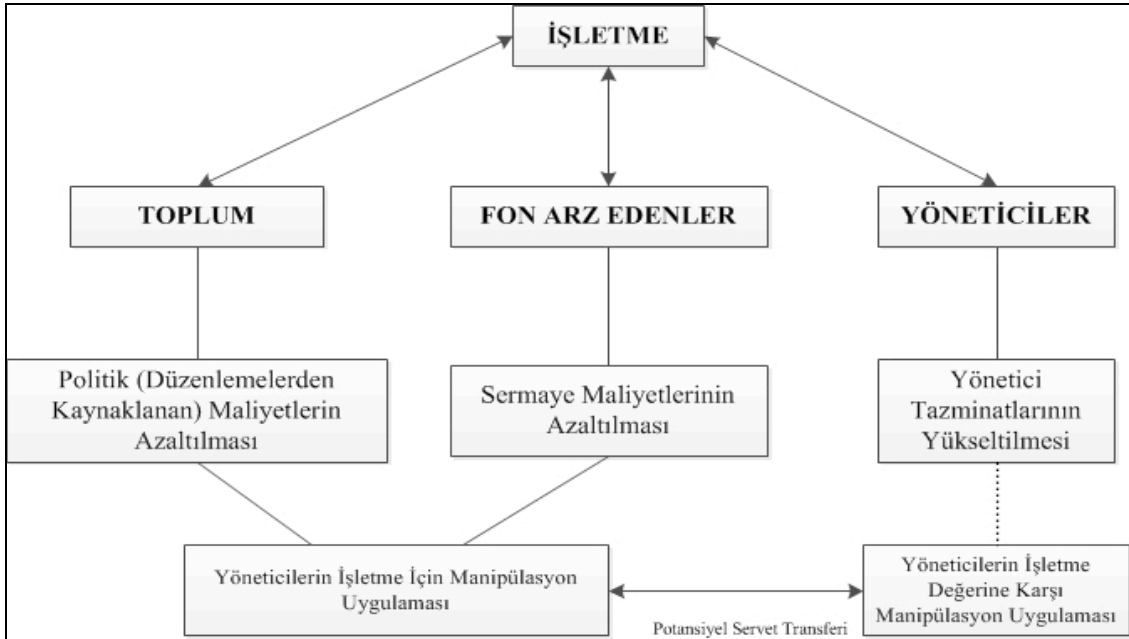 İŞLETME
TOPLUM
FON ARZ EDENLER
YÖNETİCİLER
Politik (Düzenlemelerden
Kaynaklanan) Maliyetlerin
Azaltılması
Sermaye Maliyetlerinin
Azaltılması
Yönetici
Tazminatlarının
Yükseltilmesi
Yöneticilerin İşletme İçin Manipülasyon
Uygulaması
Yöneticilerin İşletme
Değerine Karşı
Manipülasyon Uygulaması
Potansiyel Servet Transferi